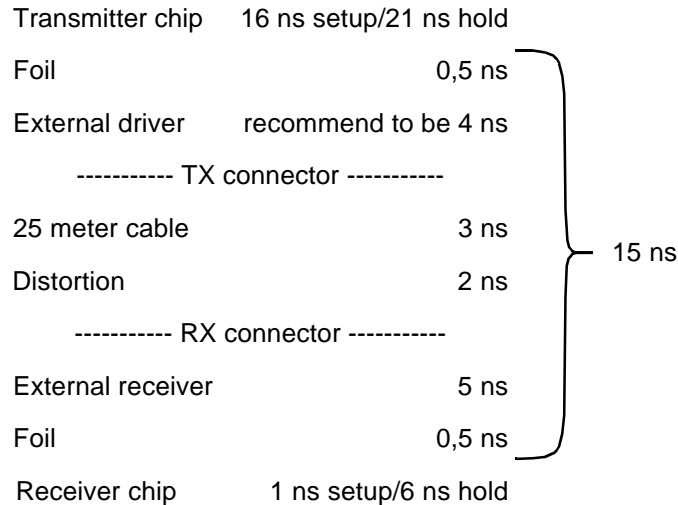 Transmitter chip 16 ns setup/21 ns hold
Foil 0,5 ns
External driver recommend to be 4 ns
----------- TX connector -----------
25 meter cable 3 ns
15 ns
Distortion 2 ns
----------- RX connector -----------
External receiver 5 ns
Foil 0,5 ns
Receiver chip 1 ns setup/6 ns hold